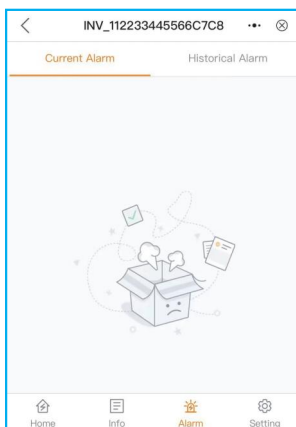 INV_112233445566C7C8
Current Alarm
Historical Alarm
Home
Info
Alarm
Setting